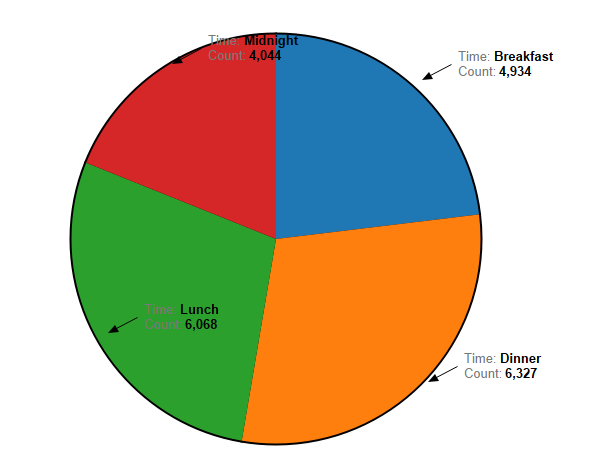 Time: Midnight
Count: 4,044
Time: Breakfast
Count: 4,934
Time: Lunch
Count: 6,068
Time: Dinner
Count: 6,327